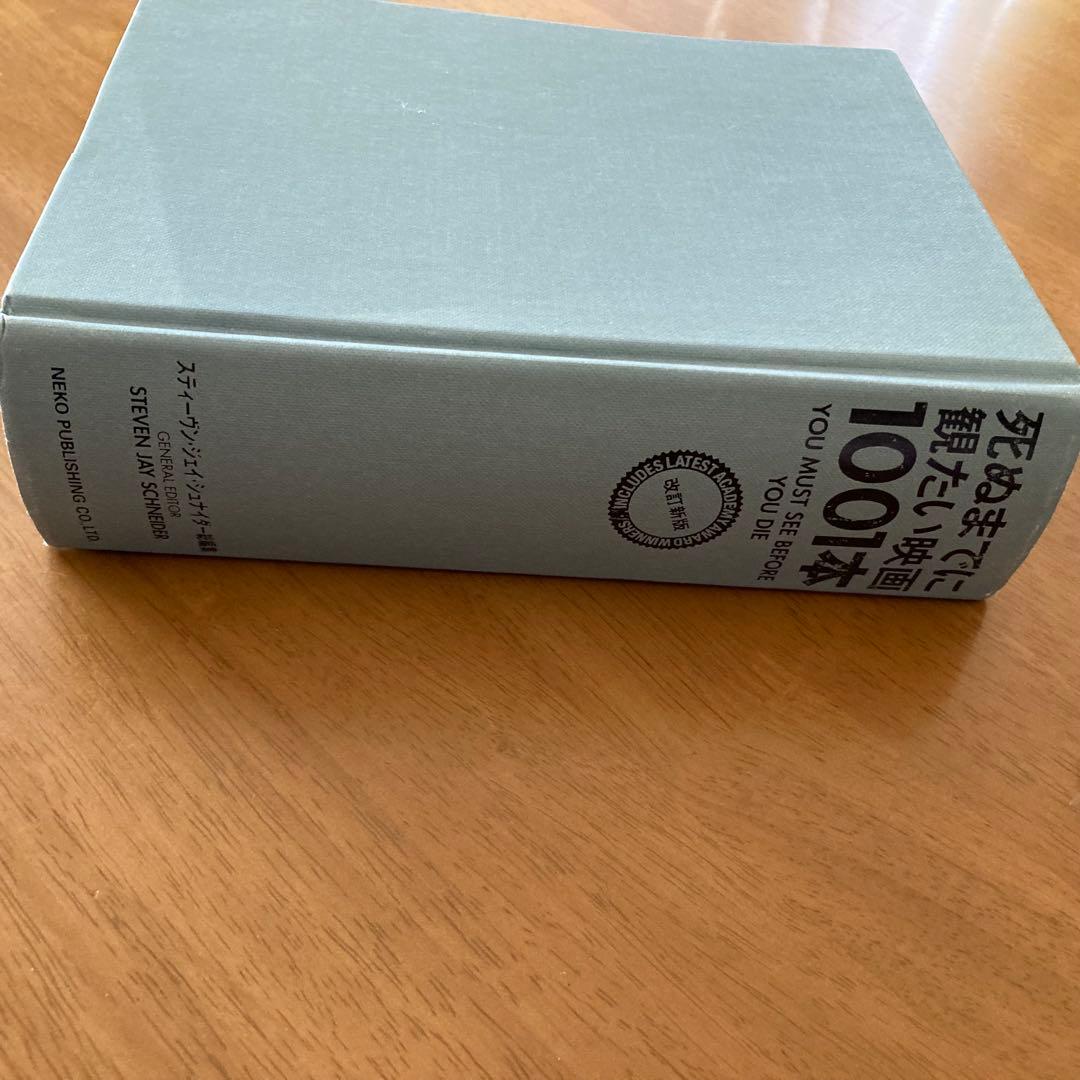 死ぬまでに
観たい映画
1001本
YOU MUST SEE BEFORE
YOU DIE
INCLUDES LATEST ACADEMY AWARD WINNERS!
改訂新版
スティーヴン・ジェイ・シュナイダー総編集
GENERAL EDITOR
STEVEN JAY SCHNEIDER
NEKO PUBLISHING CO.LTD.